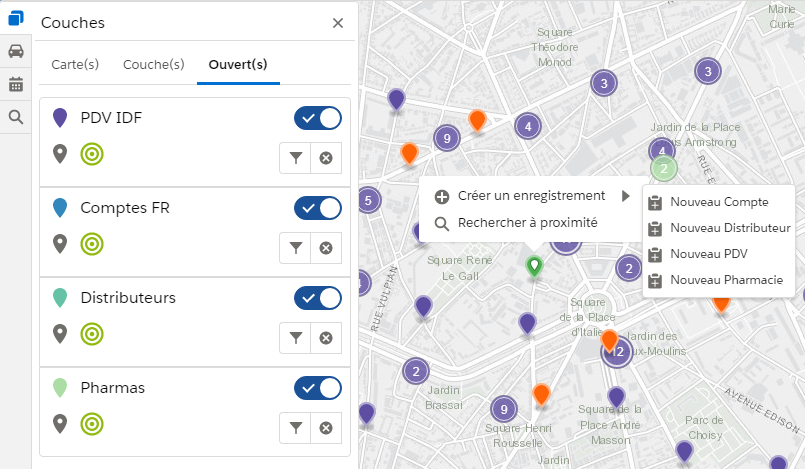 Couches
Carte(s)
Couche(s)
Ouvert(s)
PDV IDF
Comptes FR
Distributeurs
Pharmas
Square
Théodore
Monod
Marie
Curie
3
3
9
4
Jardin de la Place
4
us Armstrong
2
RUE E
5
Créer un enregistrement
Rechercher à proximité
Nouveau Compte
Nouveau Distributeur
Nouveau PDV
Nouveau Pharmacie
Square René
Le Gall
2
RUE VULPIAN
Square
de la Place
d'Italie
Jardin des
ux-Moulins
12
2
Jardin
Brassaï
9
Square Henri
Rousselle
Square de la
Place André
Masson
AVENUE EDISON
Parc de
Choisy
Jardin